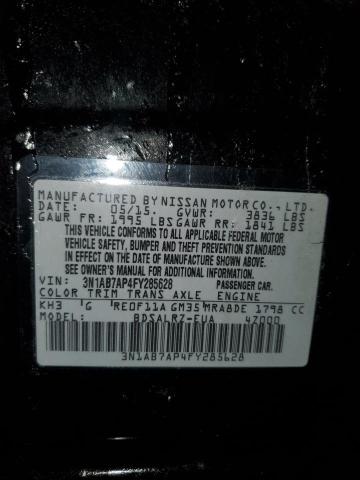 MANUFACTURED BY NISSAN MOTOR CO., LTD.
DATE: 05/15. GVWR: 3836 LBS
GAWR FR: 1995 LBS GAWR RR: 1841 LBS
THIS VEHICLE CONFORMS TO ALL APPLICABLE FEDERAL MOTOR
VEHICLE SAFETY, BUMPER AND THEFT PREVENTION STANDARDS
IN EFFECT ON THE DATE OF MANUFACTURE SHOWN ABOVE.
SEE OWNER'S MANUAL FOR ADDITIONAL INFORMATION.
VIN: 3N1AB7AP4FY285628 PASSENGER CAR.
COLOR TRIM TRANS AXLE ENGINE
KH3 'G 'RE0F11A GM35 MRA8DE 1798 CC
MODEL: BDSALRZ-EUA 4Z000
3N1AB7AP4FY285628